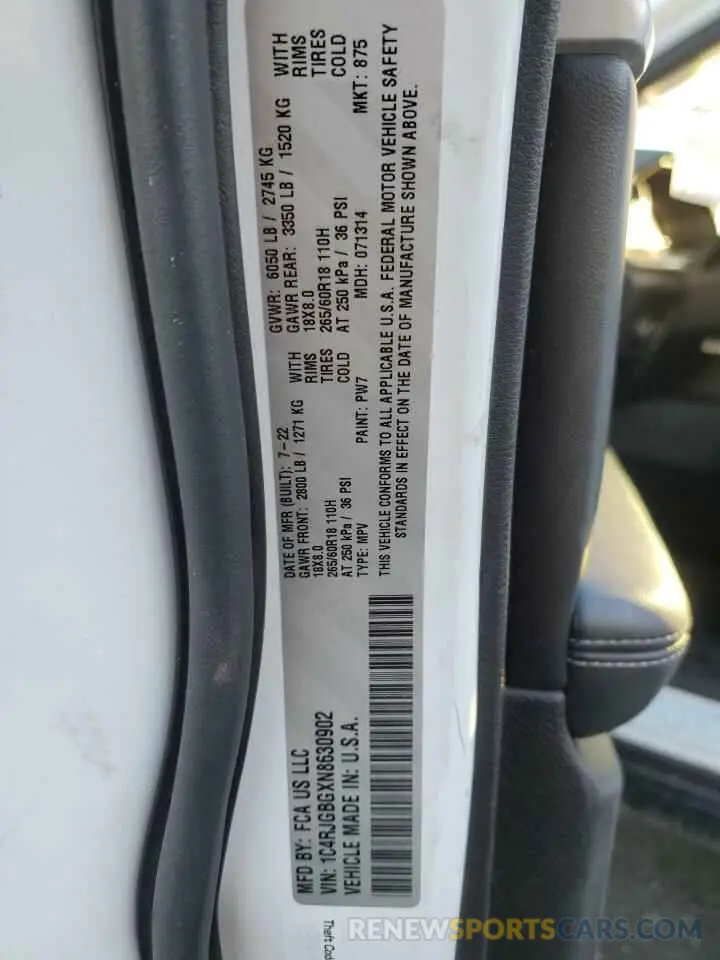 MFD BY: FCA US LLC
VIN: 1C4RJGBGXN8630902
VEHICLE MADE IN: U.S.A.
DATE OF MFR (BUILT): 7-22
GAWR FRONT: 2800 LB / 1271 KG WITH
18X8.0 RIMS
265/60R18 110H TIRES
AT 250 kPa / 36 PSI COLD
TYPE: MPV PAINT: PW7
GVWR: 6050 LB / 2745 KG
GAWR REAR: 3350 LB / 1520 KG WITH
18X8.0 RIMS
265/60R18 110H TIRES
AT 250 kPa / 36 PSI COLD
MDH: 071314 MKT: 875
THIS VEHICLE CONFORMS TO ALL APPLICABLE U.S.A. FEDERAL MOTOR VEHICLE SAFETY
STANDARDS IN EFFECT ON THE DATE OF MANUFACTURE SHOWN ABOVE.
Theft
RENEWSPORTSCARS.COM